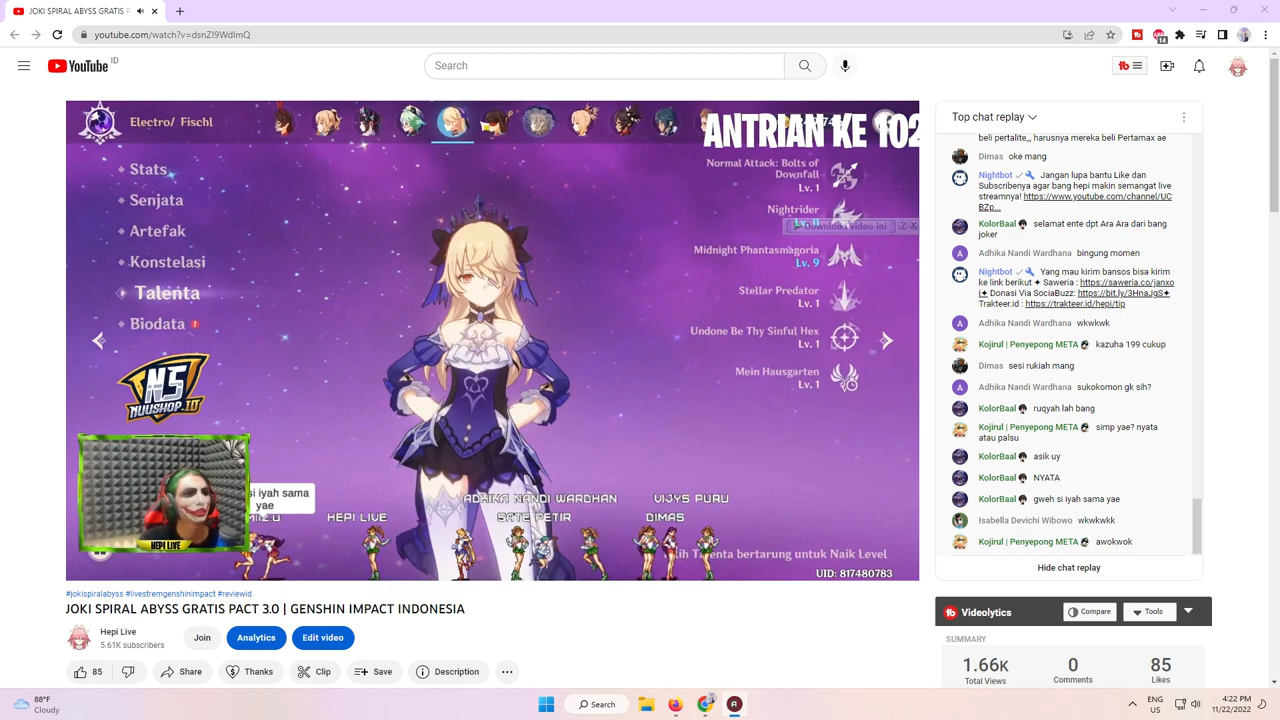 JOKI SPIRAL ABYSS GRATIS P
youtube.com/watch?v=dsnZI9WdlmQ
14
YouTube
ID
Search
Top chat replay
Electro/ Fischl
ANTRIAN KE 102
Stats
Senjata
Artefak
Konstelasi
Talenta
Biodata
Normal Attack: Bolts of
Downfall
Lv. 1
Nightrider
Lv. 11
Download Video ini
Midnight Phantasmagoria
Lv. 9
Stellar Predator
Lv. 1
Undone Be Thy Sinful Hex
Lv. 1
Mein Hausgarten
Lv. 1
NS
NUUSHOP.ID
HEPI LIVE
si iyah sama
yae
HEPI LIVE
ADHIKA NANDI WARDHAN
SATE PETIR
VIJYS PURU
DIMAS
Talenta bertarung untuk Naik Level
UID: 817480783
beli pertalite,,, harusnya mereka beli Pertamax ae
Dimas oke mang
Nightbot Jangan lupa bantu Like dan
Subscribenya agar bang hepi makin semangat live
streamnya! https://www.youtube.com/channel/UC
BZp...
KolorBaal selamat ente dpt Ara Ara dari bang
joker
Adhika Nandi Wardhana bingung momen
Nightbot Yang mau kirim bansos bisa kirim
ke link berikut ✦ Saweria : https://saweria.co/janxo
i✦ Donasi Via SociaBuzz: https://bit.ly/3HnaJgS✦
Trakteer.id : https://trakteer.id/hepi/tip
Adhika Nandi Wardhana wkwkwk
Kojirul | Penyepong META kazuha 199 cukup
Dimas sesi rukiah mang
Adhika Nandi Wardhana sukokomon gk sih?
KolorBaal ruqyah lah bang
Kojirul | Penyepong META simp yae? nyata
atau palsu
KolorBaal asik uy
KolorBaal NYATA
KolorBaal gweh si iyah sama yae
Isabella Devichi Wibowo wkwkwkk
Kojirul | Penyepong META awokwok
Hide chat replay
#jokispiralabyss #livestremgenshinimpact #reviewid
JOKI SPIRAL ABYSS GRATIS PACT 3.0 | GENSHIN IMPACT INDONESIA
Hepi Live
5.61K subscribers
Join
Analytics
Edit video
85
Share
Thanks
Clip
Save
Description
Videolytics
Compare
Tools
SUMMARY
1.66K
Total Views
0
Comments
85
Likes
88°F
Cloudy
Search
ENG
US
4:22 PM
11/22/2022